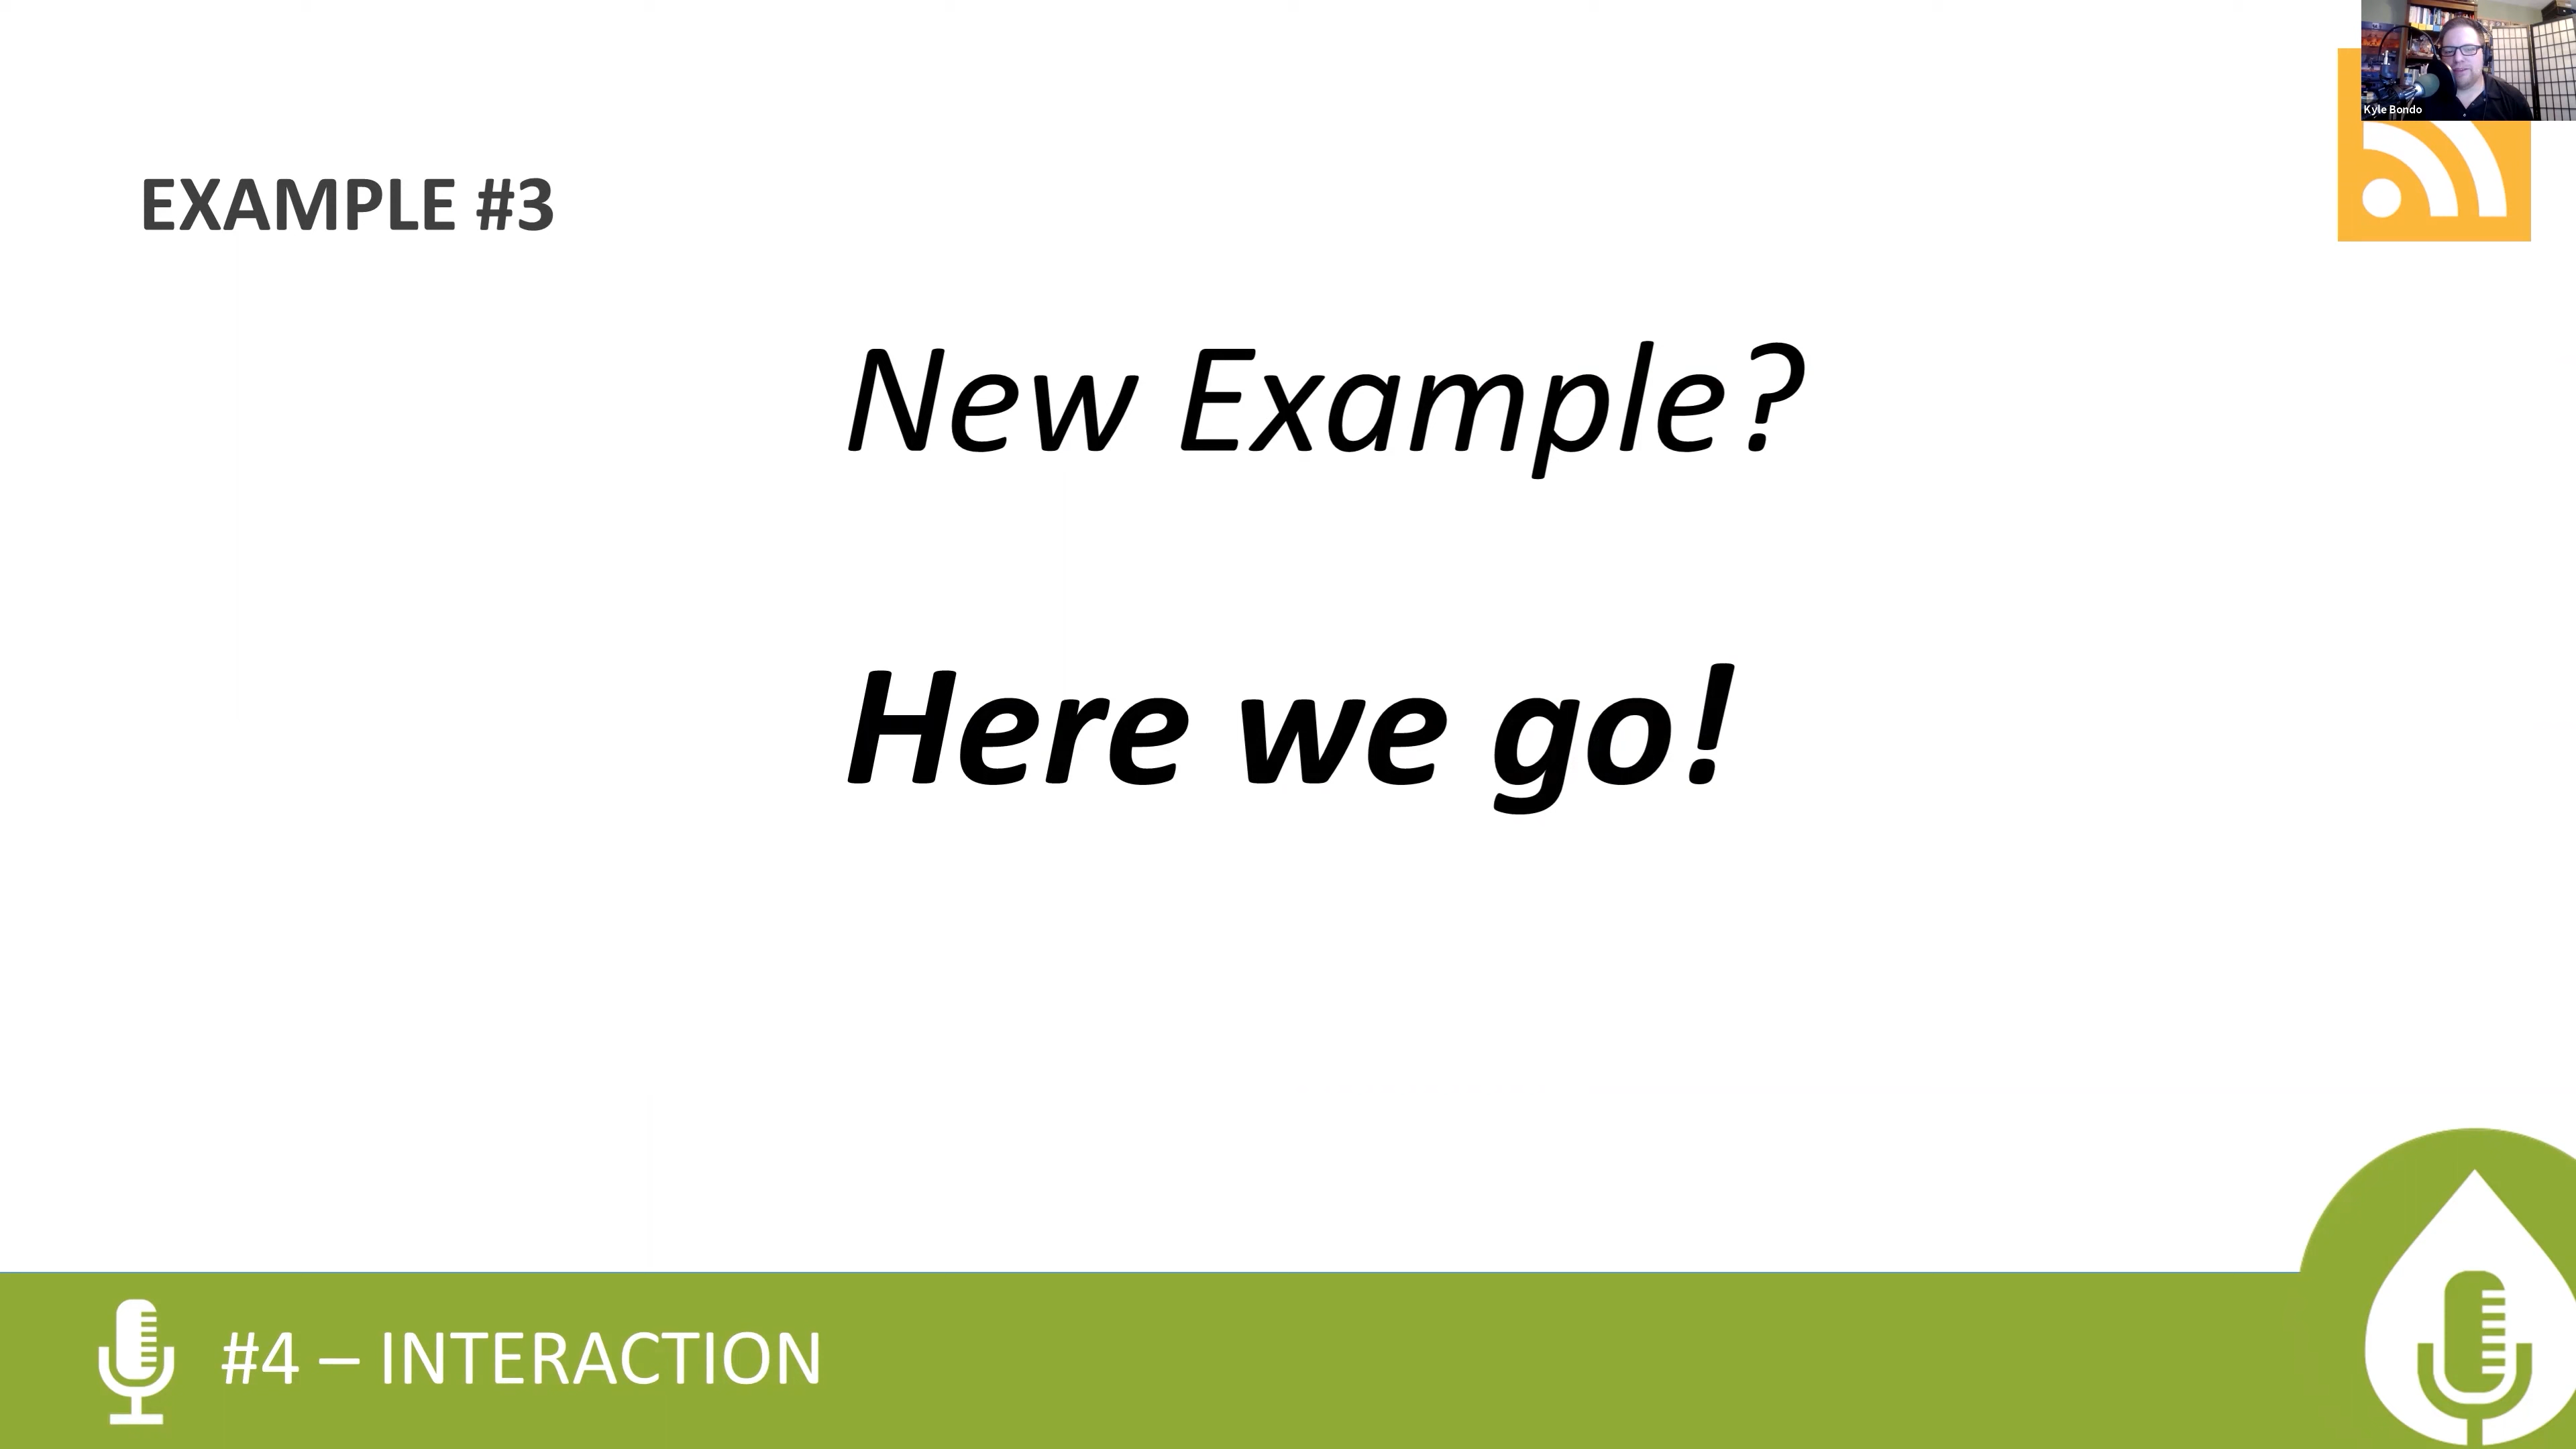 Kyle Bondo
EXAMPLE #3
New Example?
Here we go!
#4 – INTERACTION